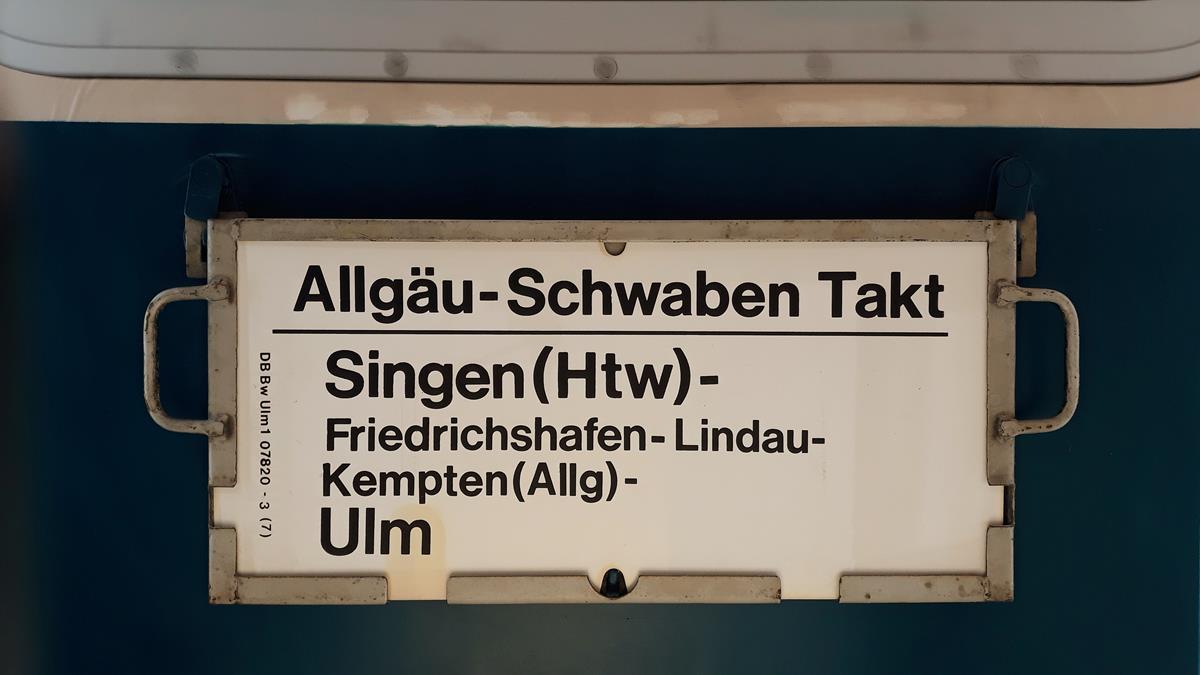 Allgäu-Schwaben Takt
Singen(Htw)-
Friedrichshafen-Lindau-
Kempten(Allg)-
Ulm
DB Bw Ulm1 07820 - 3 (7)